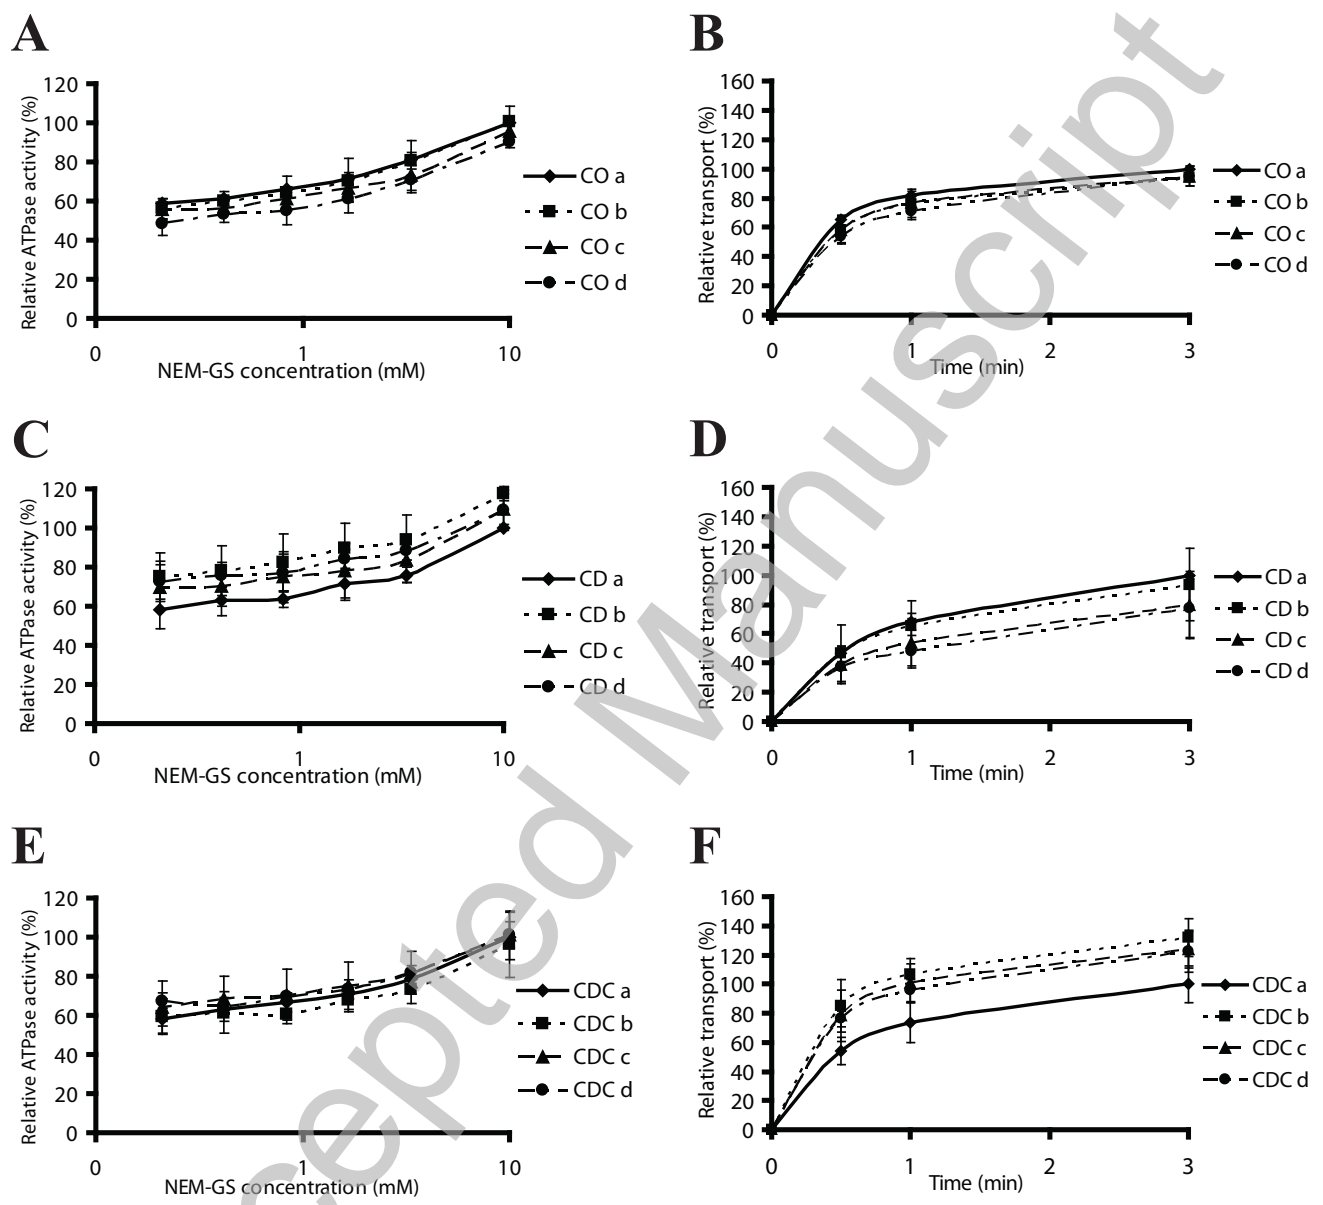 A
Relative ATPase activity (%)
120
100
80
60
40
20
0
0 1 10
NEM-GS concentration (mM)
CO a
CO b
CO c
CO d
B
Relative transport (%)
160
140
120
100
80
60
40
20
0
0 1 2 3
Time (min)
CO a
CO b
CO c
CO d
C
Relative ATPase activity (%)
120
100
80
60
40
20
0
0 1 10
NEM-GS concentration (mM)
CD a
CD b
CD c
CD d
D
Relative transport (%)
160
140
120
100
80
60
40
20
0
0 1 2 3
Time (min)
CD a
CD b
CD c
CD d
E
Relative ATPase activity (%)
120
100
80
60
40
20
0
0 1 10
NEM-GS concentration (mM)
CDC a
CDC b
CDC c
CDC d
F
Relative transport (%)
160
140
120
100
80
60
40
20
0
0 1 2 3
Time (min)
CDC a
CDC b
CDC c
CDC d
cepted Manuscript